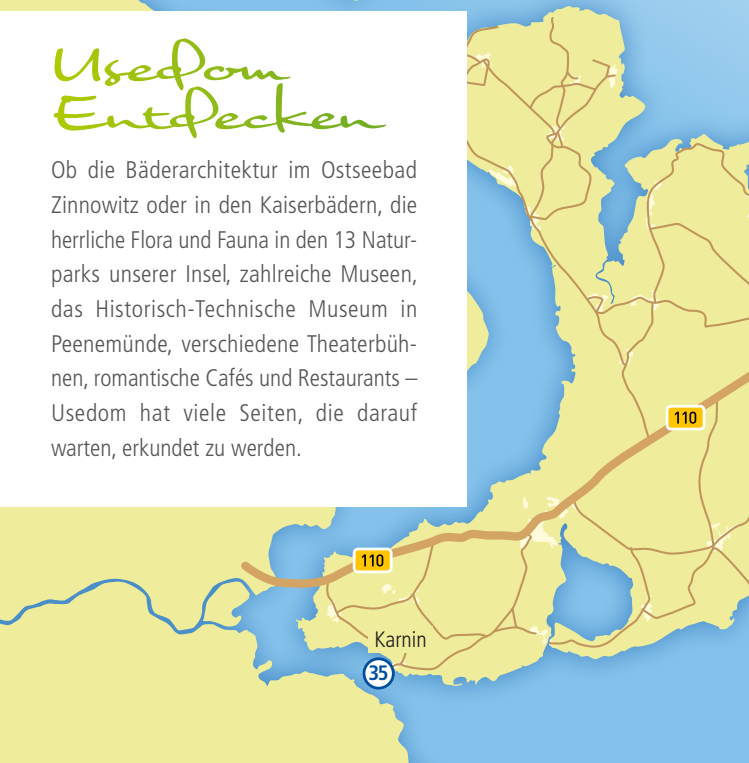 Usedom
Entdecken
Ob die Bäderarchitektur im Ostseebad
Zinnowitz oder in den Kaiserbädern, die
herrliche Flora und Fauna in den 13 Natur-
parks unserer Insel, zahlreiche Museen,
das Historisch-Technische Museum in
Peenemünde, verschiedene Theaterbüh-
nen, romantische Cafés und Restaurants –
Usedom hat viele Seiten, die darauf
warten, erkundet zu werden.
110
110
Karnin
35